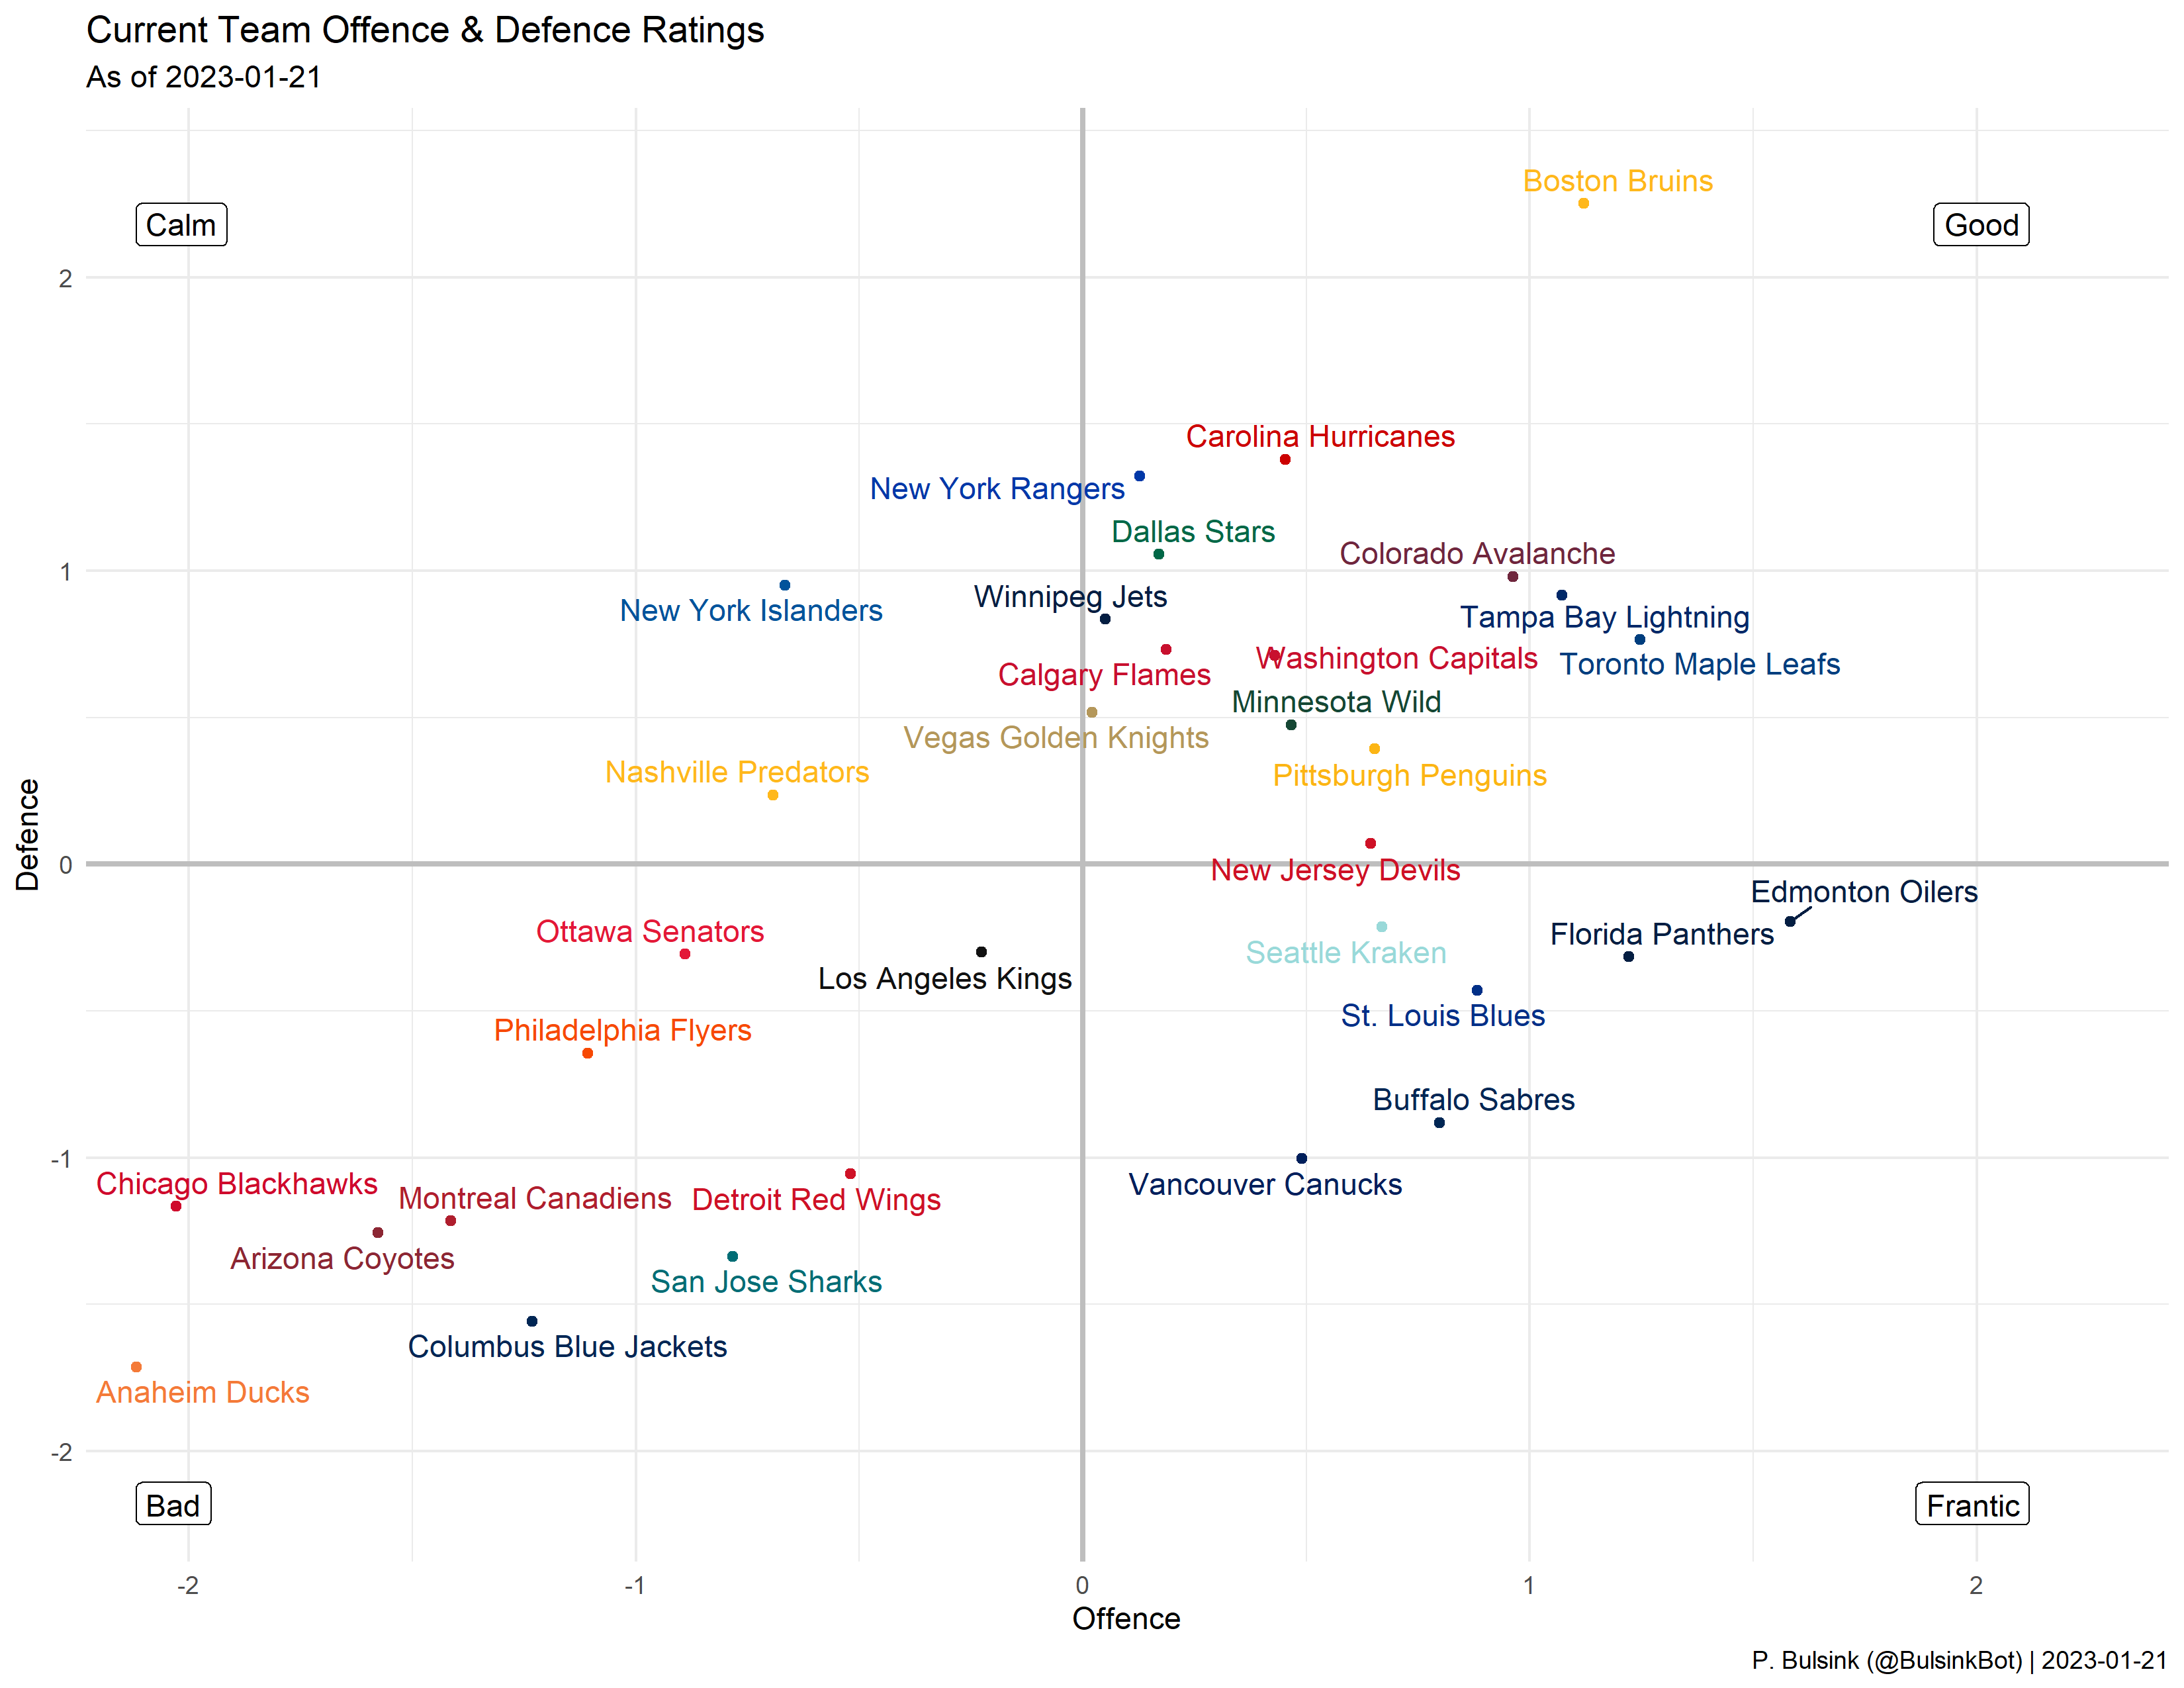 Current Team Offence & Defence Ratings
As of 2023-01-21
Boston Bruins
Calm
Good
2
Carolina Hurricanes
New York Rangers
Dallas Stars
Colorado Avalanche
1
Winnipeg Jets
New York Islanders
Tampa Bay Lightning
Washington Capitals
Toronto Maple Leafs
Calgary Flames
Minnesota Wild
Vegas Golden Knights
Nashville Predators
Pittsburgh Penguins
Defence
0
New Jersey Devils
Edmonton Oilers
Ottawa Senators
Florida Panthers
Seattle Kraken
Los Angeles Kings
St. Louis Blues
Philadelphia Flyers
Buffalo Sabres
-1
Chicago Blackhawks
Vancouver Canucks
Montreal Canadiens
Detroit Red Wings
Arizona Coyotes
San Jose Sharks
Columbus Blue Jackets
Anaheim Ducks
-2
Bad
Frantic
-2
-1
0
1
2
Offence
P. Bulsink (@BulsinkBot) | 2023-01-21